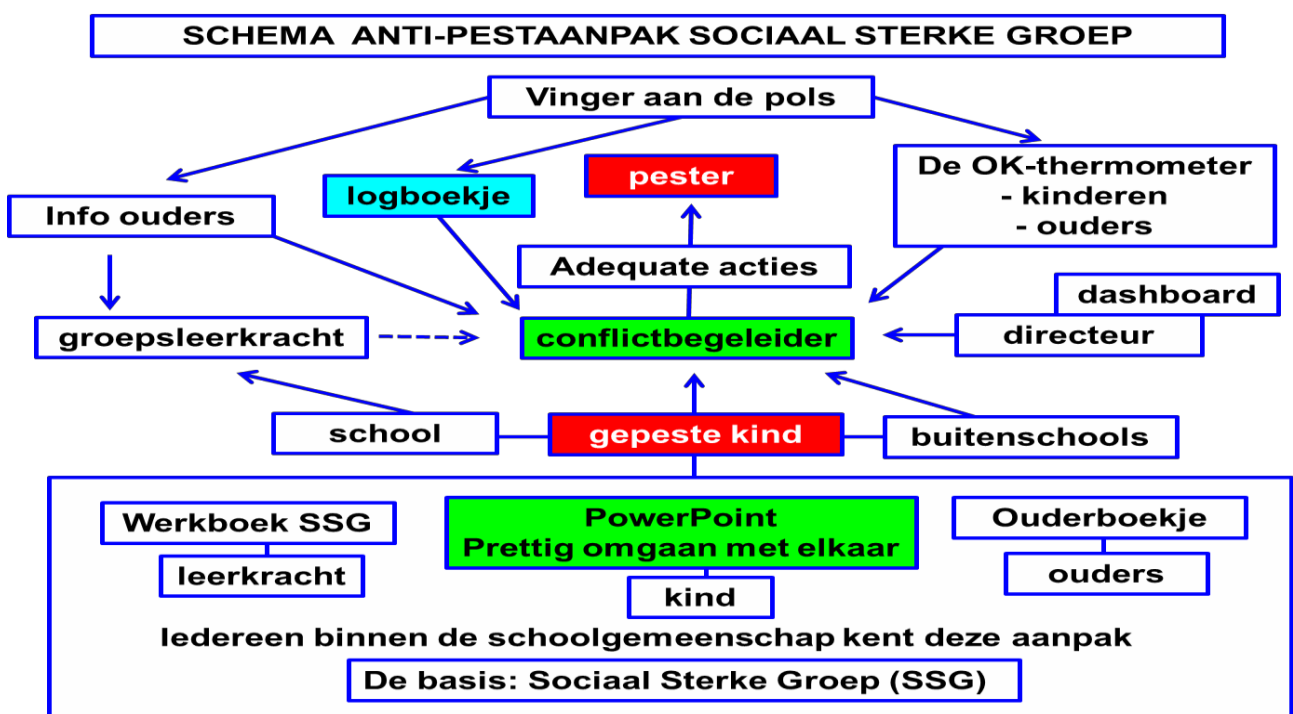 SCHEMA ANTI-PESTAANPAK SOCIAAL STERKE GROEP
Vinger aan de pols
Info ouders
logboekje
pester
De OK-thermometer
- kinderen
- ouders
Adequate acties
dashboard
groepsleerkracht
conflictbegeleider
directeur
school
gepeste kind
buitenschools
Werkboek SSG
leerkracht
PowerPoint
Prettig omgaan met elkaar
kind
Ouderboekje
ouders
Iedereen binnen de schoolgemeenschap kent deze aanpak
De basis: Sociaal Sterke Groep (SSG)